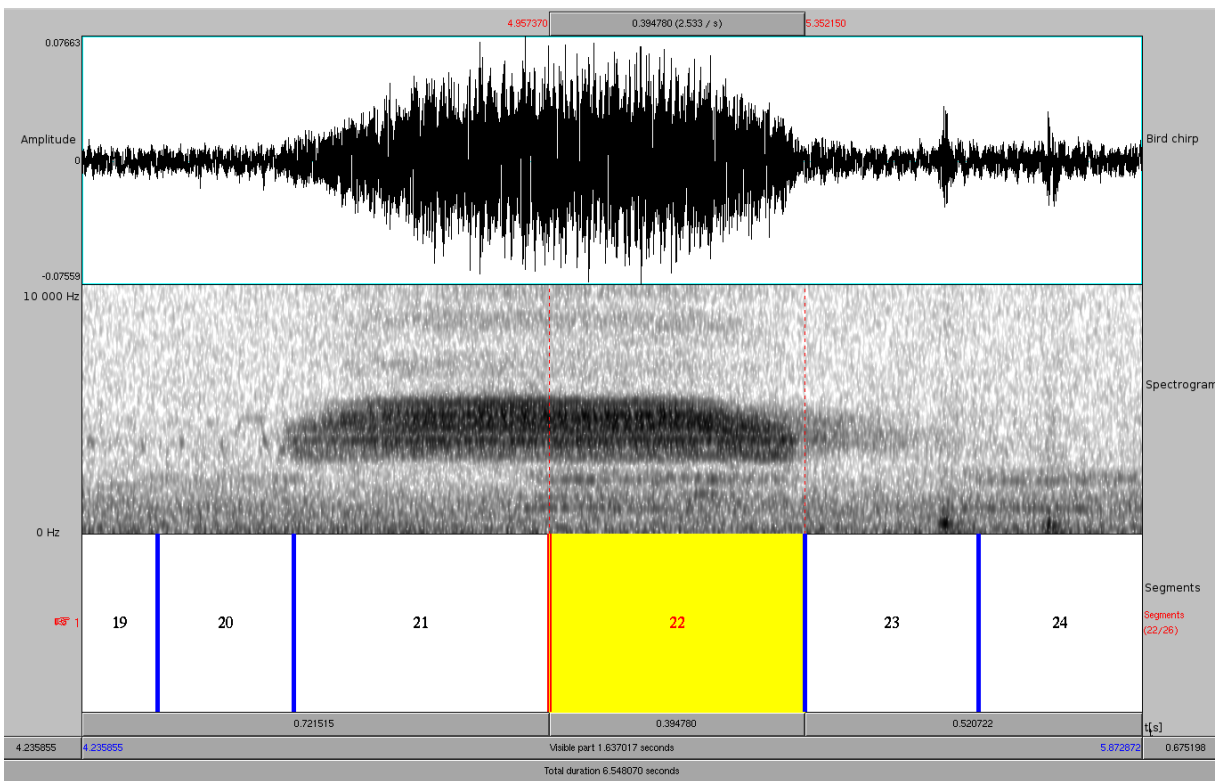 4.957370 0.394780 (2.533 / s) 5.352150
0.07663
Amplitude Bird chirp
0
-0.07559
10 000 Hz
Spectrogram
0 Hz
Segments
☞ 1 19 20 21 22 23 24 Segments
(22/26)
0.721515 0.394780 0.520722 t[s]
4.235855 4.235855 Visible part 1.637017 seconds 5.872872 0.675198
Total duration 6.548070 seconds